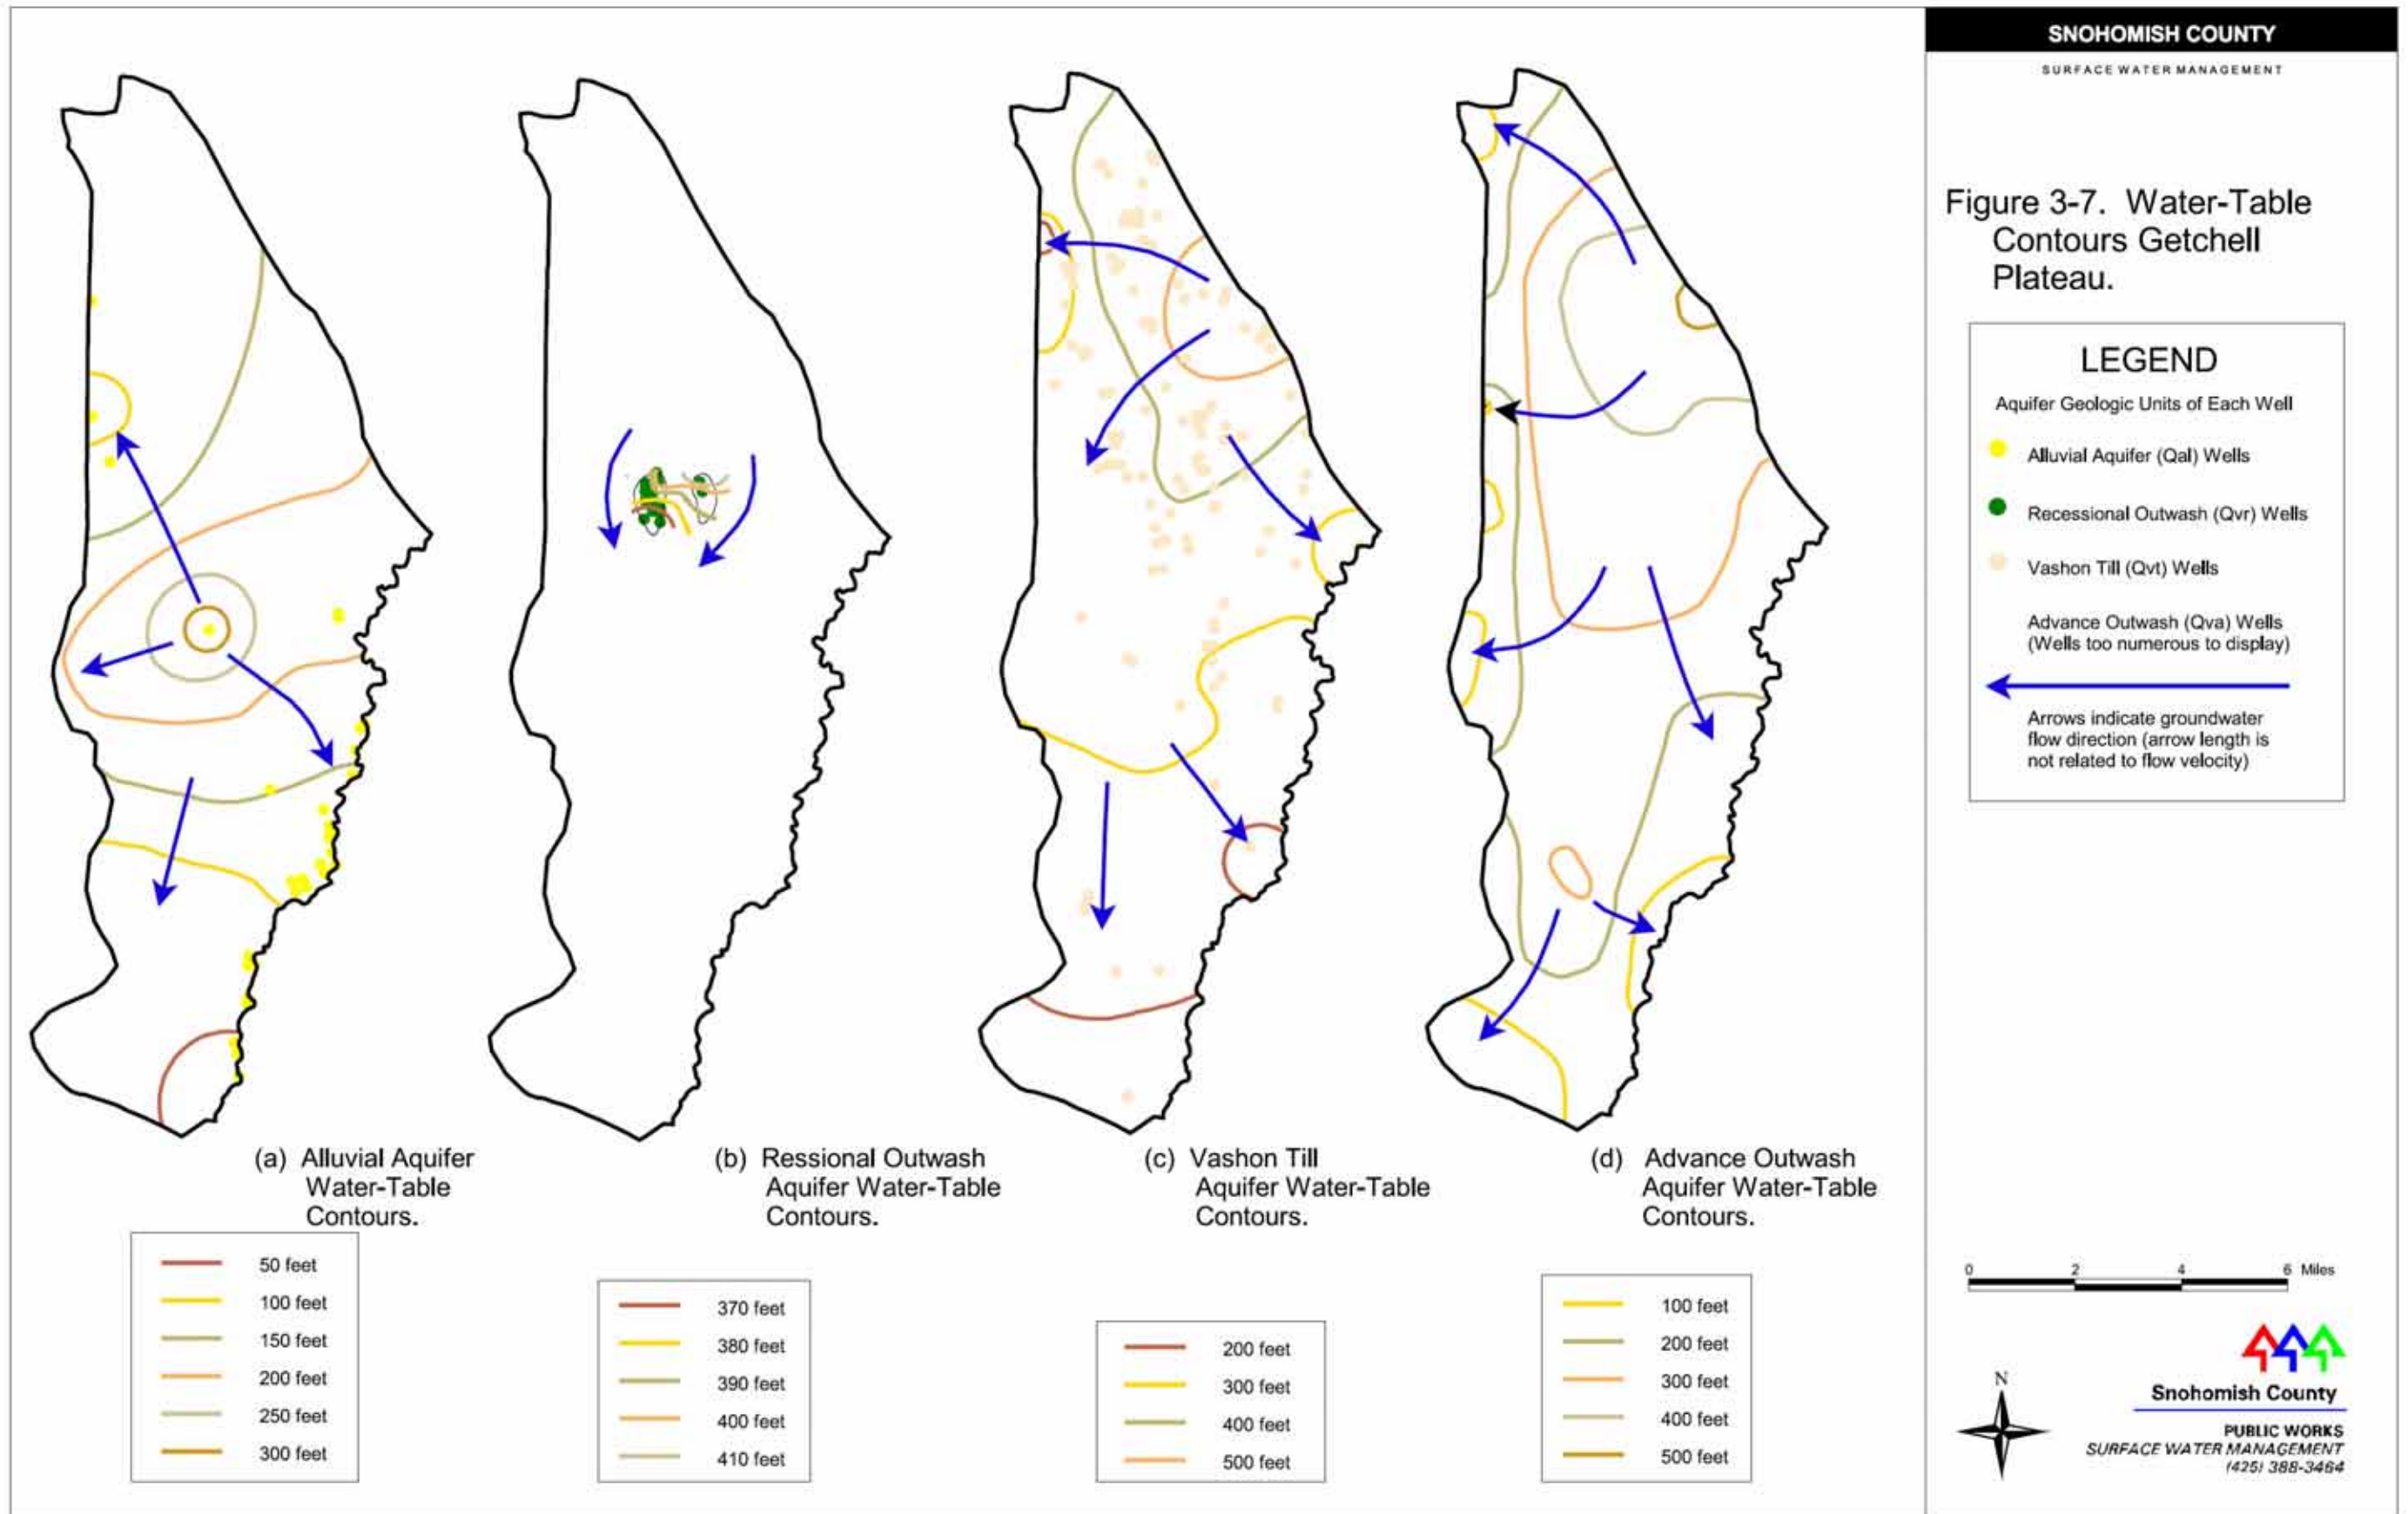 SNOHOMISH COUNTY
SURFACE WATER MANAGEMENT
Figure 3-7. Water-Table
Contours Getchell
Plateau.
LEGEND
Aquifer Geologic Units of Each Well
Alluvial Aquifer (Qal) Wells
Recessional Outwash (Qvr) Wells
Vashon Till (Qvt) Wells
Advance Outwash (Qva) Wells
(Wells too numerous to display)
Arrows indicate groundwater
flow direction (arrow length is
not related to flow velocity)
(a) Alluvial Aquifer
Water-Table
Contours.
50 feet
100 feet
150 feet
200 feet
250 feet
300 feet
(b) Ressional Outwash
Aquifer Water-Table
Contours.
370 feet
380 feet
390 feet
400 feet
410 feet
(c) Vashon Till
Aquifer Water-Table
Contours.
200 feet
300 feet
400 feet
500 feet
(d) Advance Outwash
Aquifer Water-Table
Contours.
100 feet
200 feet
300 feet
400 feet
500 feet
0 2 4 6 Miles
N
Snohomish County
PUBLIC WORKS
SURFACE WATER MANAGEMENT
(425) 388-3464